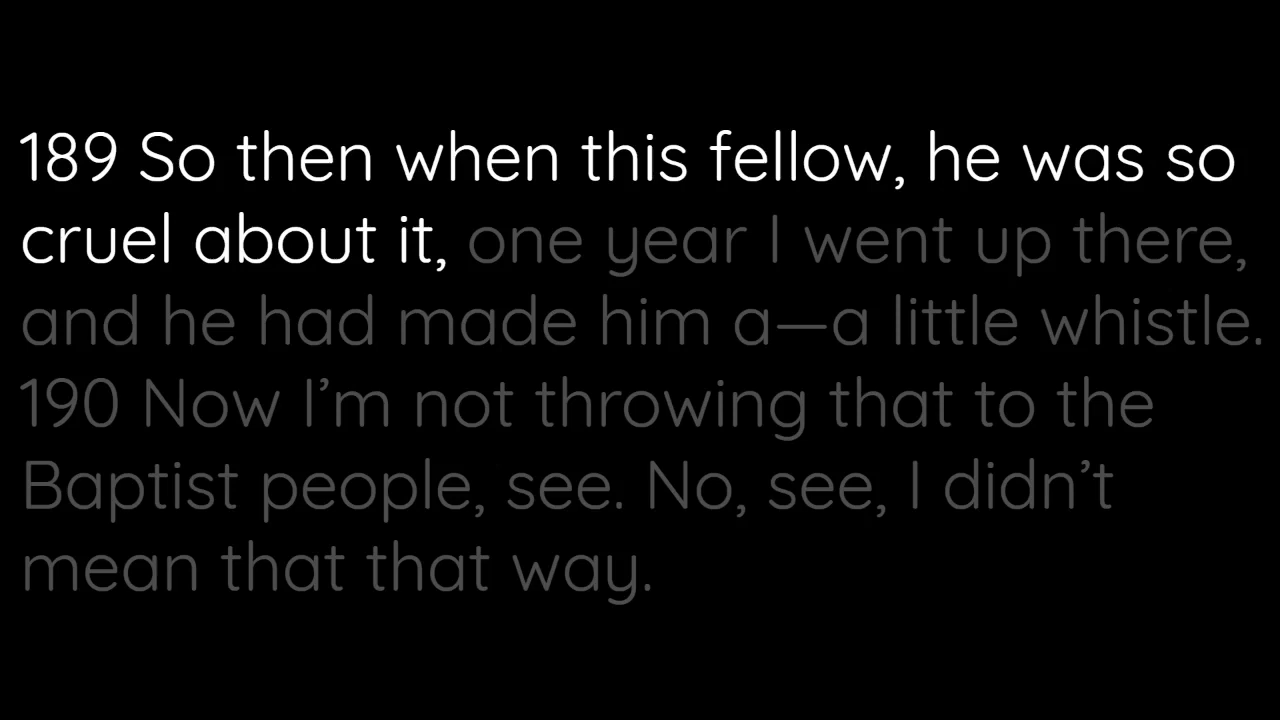 189 So then when this fellow, he was so
cruel about it, one year I went up there,
and he had made him a—a little whistle.
190 Now I’m not throwing that to the
Baptist people, see. No, see, I didn’t
mean that that way.